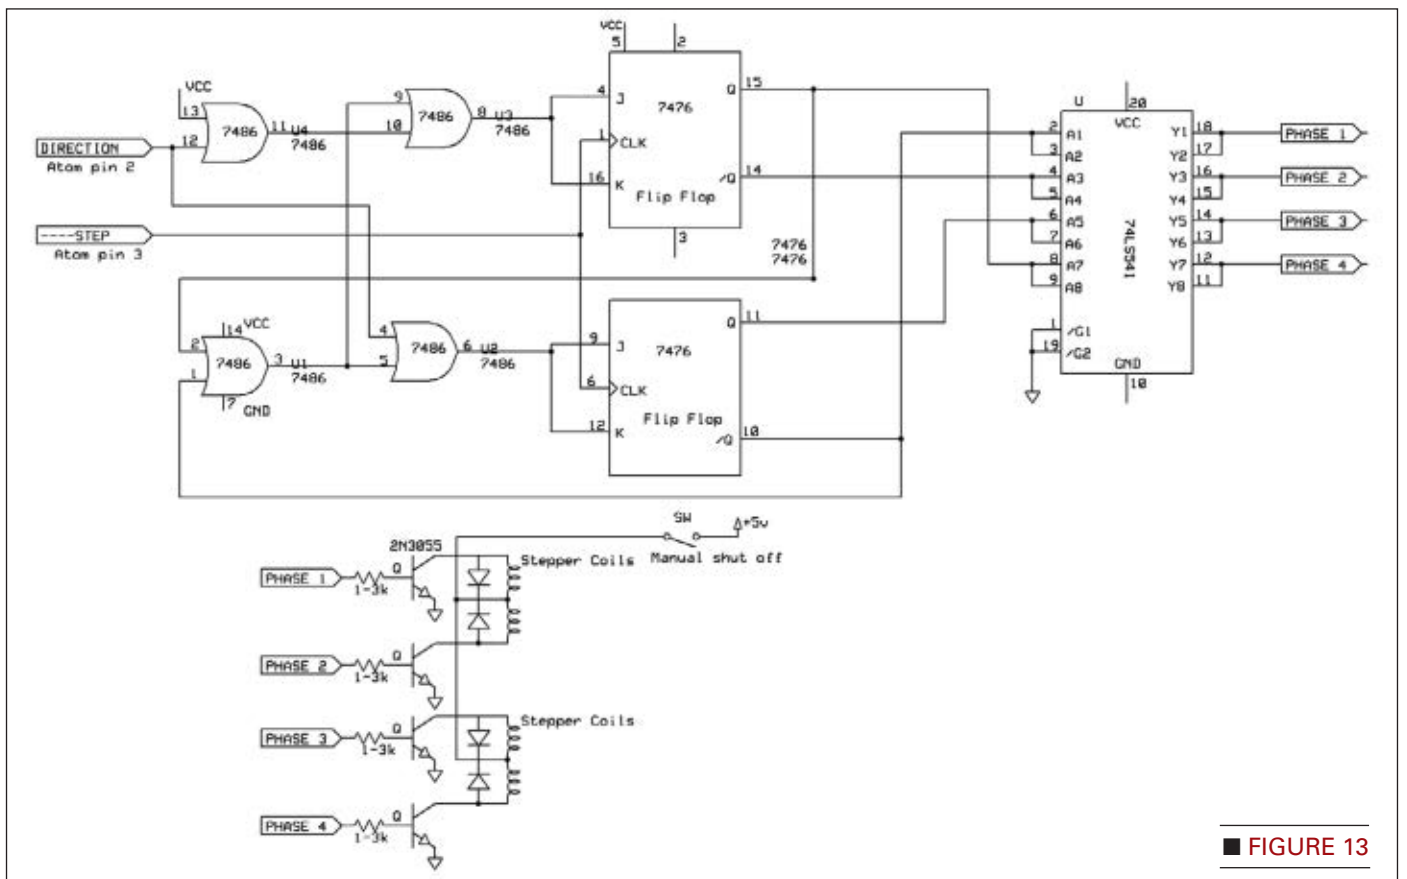 VCC
5
2
VCC
13
7486
11
U4
7486
12
DIRECTION
Atom pin 2
9
7486
8
U3
7486
10
4
J
7476
Q
15
1
CLK
16
K
/Q
14
Flip Flop
3
----STEP
Atom pin 3
7476
7476
14
VCC
2
7486
3
U1
7486
1
7
GND
4
7486
6
U2
7486
5
9
J
7476
Q
11
6
CLK
12
K
/Q
10
Flip Flop
U
20
VCC
2
A1
Y1
18
PHASE 1
3
A2
Y2
17
4
A3
Y3
16
PHASE 2
5
A4
Y4
15
6
A5
Y5
14
PHASE 3
7
A6
Y6
13
8
A7
Y7
12
PHASE 4
9
A8
Y8
11
74LS541
1
/G1
19
/G2
GND
10
SW
+5v
Manual shut off
2N3055
Stepper Coils
PHASE 1
1-3k
Q
PHASE 2
1-3k
Q
Stepper Coils
PHASE 3
1-3k
Q
PHASE 4
1-3k
Q
■ FIGURE 13